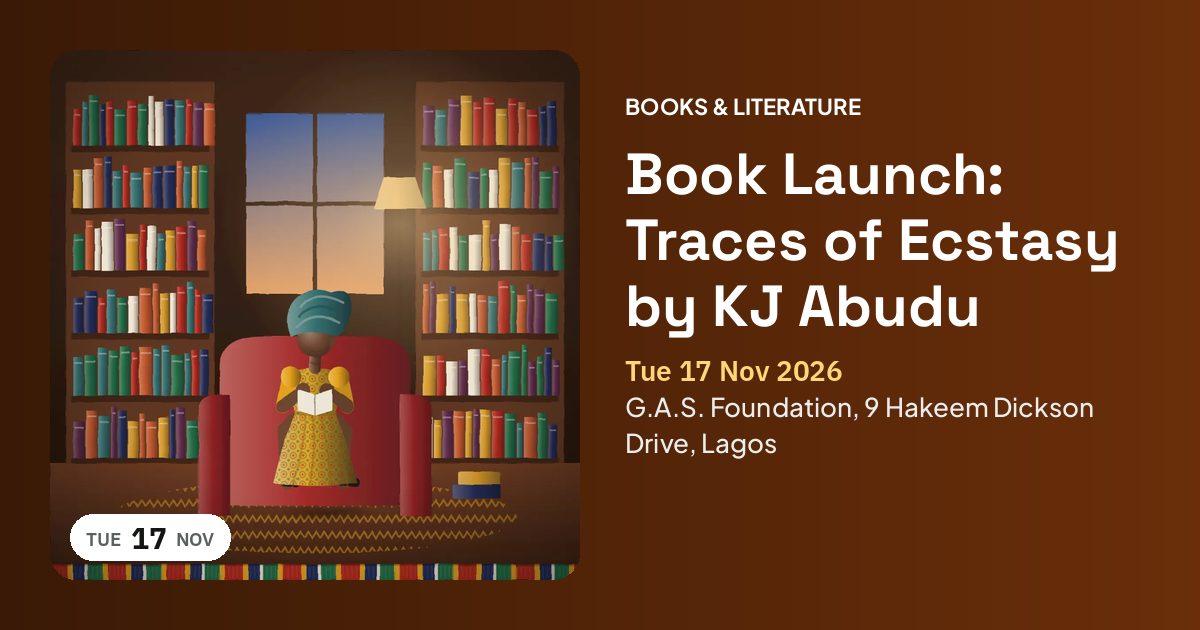 BOOKS & LITERATURE
Book Launch:
Traces of Ecstasy
by KJ Abudu
Tue 17 Nov 2026
G.A.S. Foundation, 9 Hakeem Dickson
Drive, Lagos
TUE 17 NOV